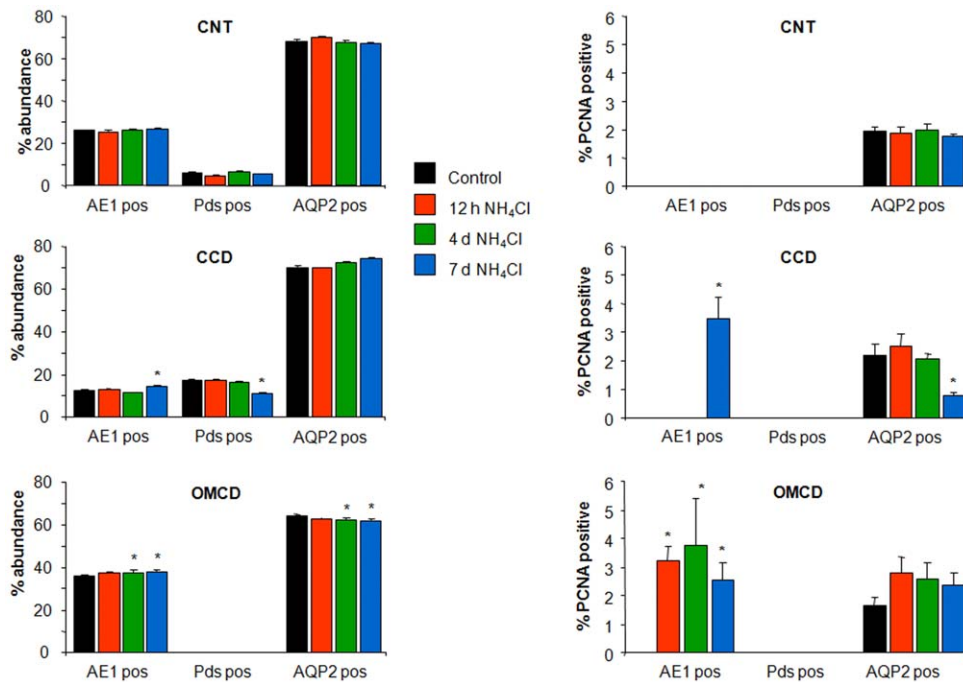 CNT
% abundance
80
60
40
20
0
AE1 pos Pds pos AQP2 pos
CNT
% PCNA positive
6
5
4
3
2
1
0
AE1 pos Pds pos AQP2 pos
Control
12 h NH₄Cl
4 d NH₄Cl
7 d NH₄Cl
CCD
% abundance
80
60
40
20
0
* *
AE1 pos Pds pos AQP2 pos
CCD
% PCNA positive
6
5
4
3
2
1
0
* *
AE1 pos Pds pos AQP2 pos
OMCD
% abundance
80
60
40
20
0
* * * *
AE1 pos Pds pos AQP2 pos
OMCD
% PCNA positive
6
5
4
3
2
1
0
* * *
AE1 pos Pds pos AQP2 pos